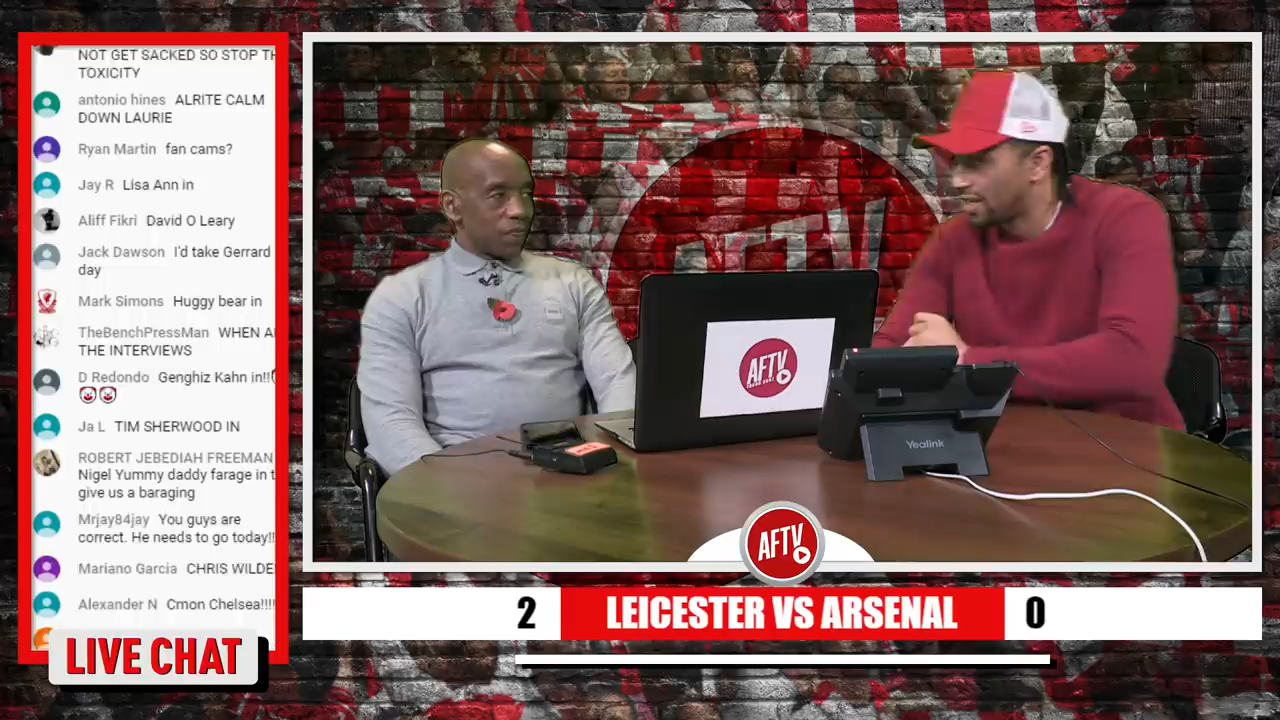 NOT GET SACKED SO STOP TH
TOXICITY
antonio hines ALRITE CALM
DOWN LAURIE
Ryan Martin fan cams?
Jay R Lisa Ann in
Aliff Fikri David O Leary
Jack Dawson I'd take Gerrard
day
Mark Simons Huggy bear in
TheBenchPressMan WHEN A
THE INTERVIEWS
D Redondo Genghiz Kahn in!!
Ja L TIM SHERWOOD IN
ROBERT JEBEDIAH FREEMAN
Nigel Yummy daddy farage in t
give us a baraging
Mrjay84jay You guys are
correct. He needs to go today!!
Mariano Garcia CHRIS WILDE
Alexander N Cmon Chelsea!!!!
LIVE CHAT
AFTV
AFTV
Yealink
AFTV
2 LEICESTER VS ARSENAL 0